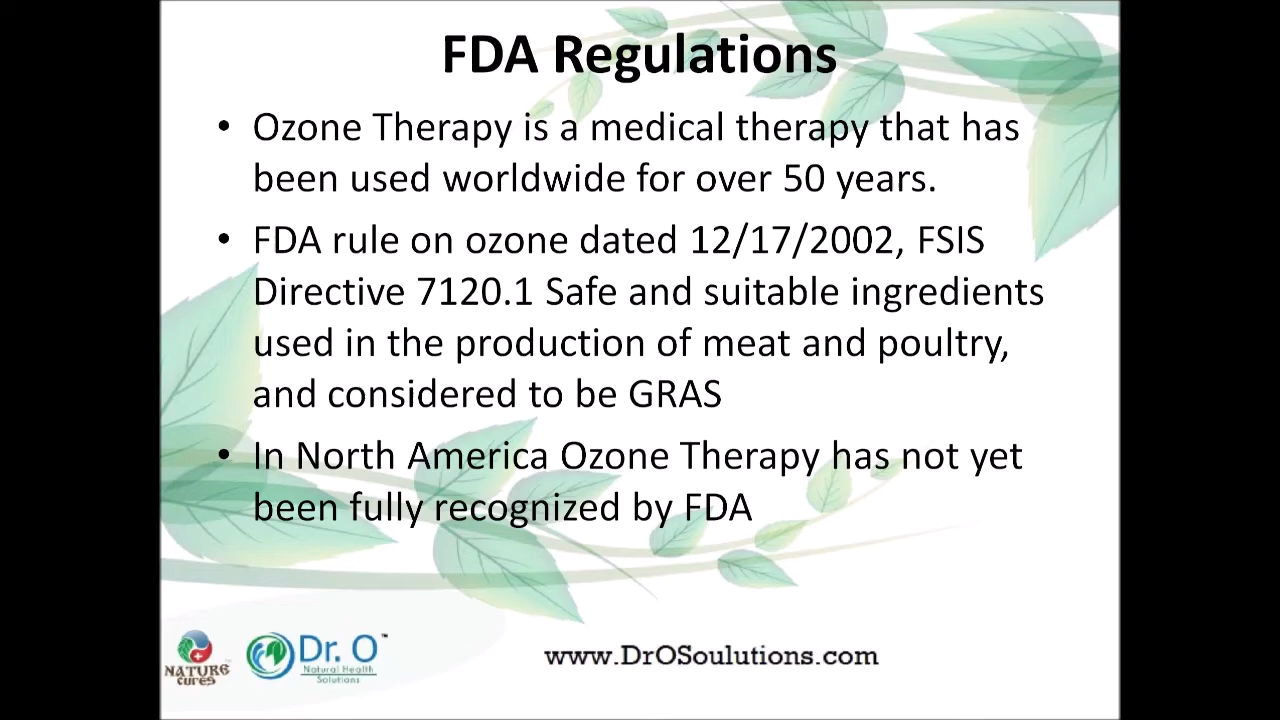 FDA Regulations
• Ozone Therapy is a medical therapy that has
been used worldwide for over 50 years.
• FDA rule on ozone dated 12/17/2002, FSIS
Directive 7120.1 Safe and suitable ingredients
used in the production of meat and poultry,
and considered to be GRAS
• In North America Ozone Therapy has not yet
been fully recognized by FDA
NATURE
cures
Dr. O™
Natural Health
Solutions
www.DrOSoulutions.com